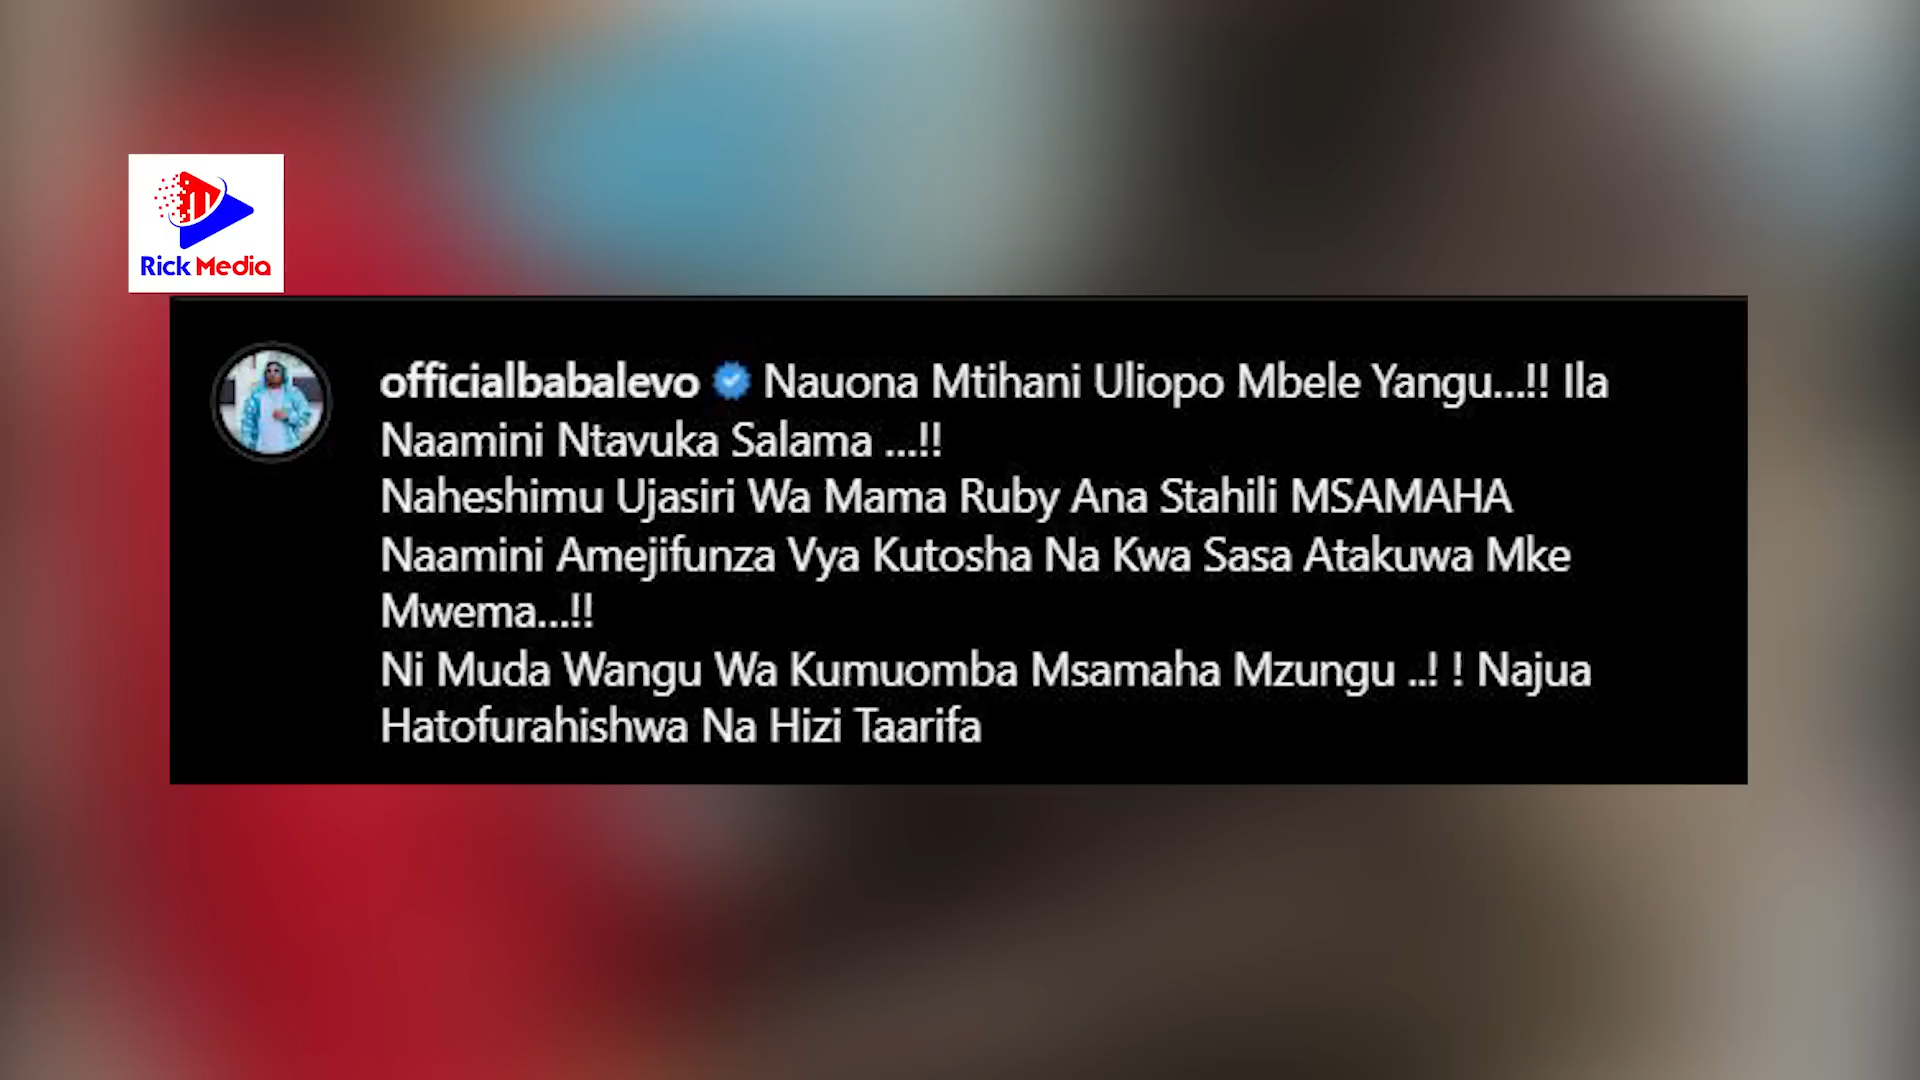 Rick Media
officialbabalevo Nauona Mtihani Uliopo Mbele Yangu...!! Ila
Naamini Ntavuka Salama ...!!
Naheshimu Ujasiri Wa Mama Ruby Ana Stahili MSAMAHA
Naamini Amejifunza Vya Kutosha Na Kwa Sasa Atakuwa Mke
Mwema...!!
Ni Muda Wangu Wa Kumuomba Msamaha Mzungu ..! ! Najua
Hatofurahishwa Na Hizi Taarifa